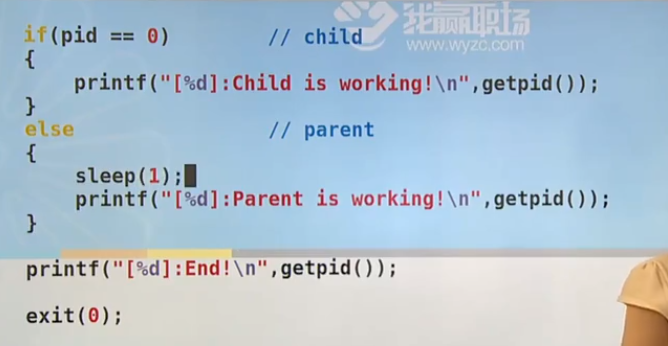 我赢职场
www.wyzc.com
if(pid == 0)        // child
{
    printf("[%d]:Child is working!\n",getpid());
}
else                // parent
{
    sleep(1);
    printf("[%d]:Parent is working!\n",getpid());
}
printf("[%d]:End!\n",getpid());
exit(0);